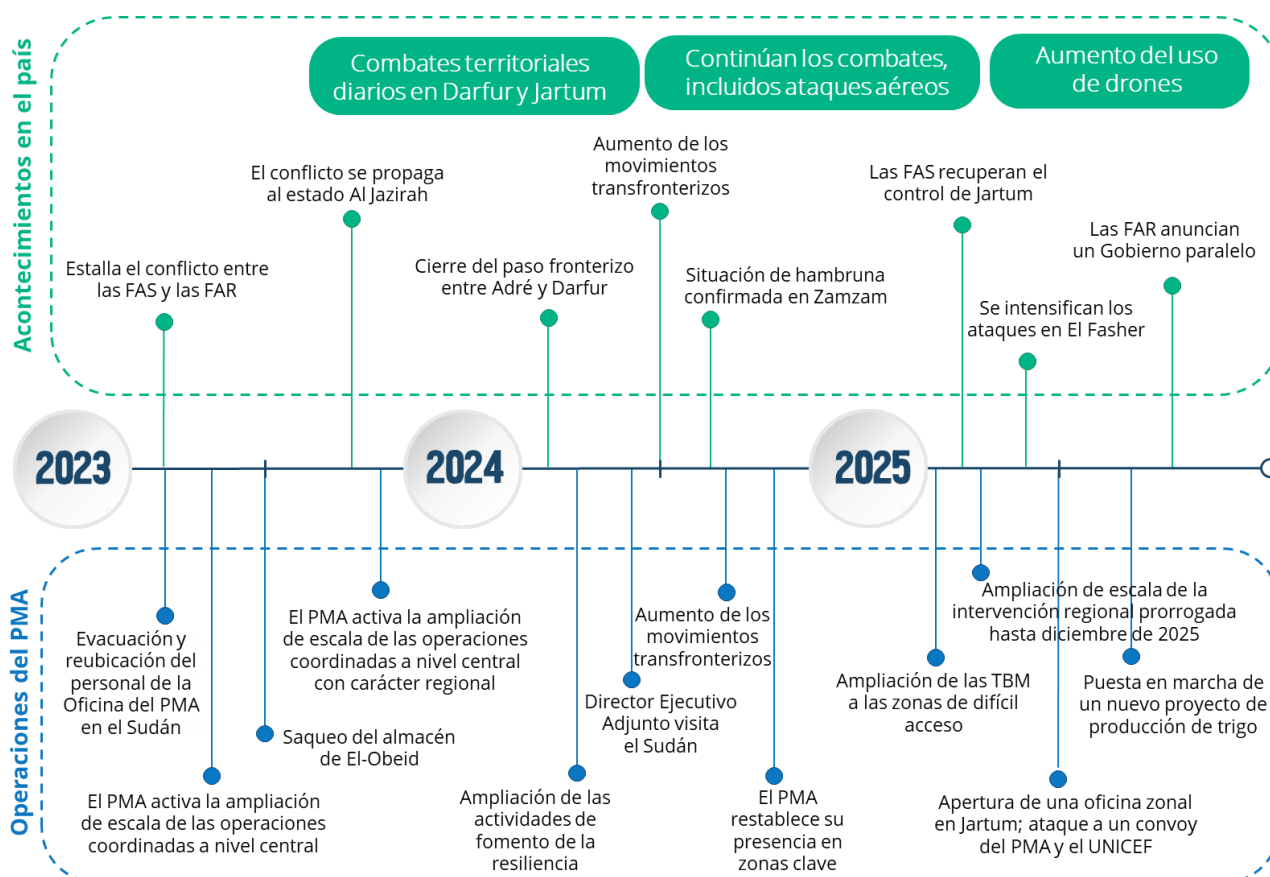 Acontecimientos en el país
Combates territoriales
diarios en Darfur y Jartum
Continúan los combates,
incluidos ataques aéreos
Aumento del uso
de drones
Estalla el conflicto entre
las FAS y las FAR
El conflicto se propaga
al estado Al Jazirah
Cierre del paso fronterizo
entre Adré y Darfur
Aumento de los
movimientos
transfronterizos
Situación de hambruna
confirmada en Zamzam
Las FAS recuperan el
control de Jartum
Se intensifican los
ataques en El Fasher
Las FAR anuncian
un Gobierno paralelo
2023
2024
2025
Operaciones del PMA
Evacuación y
reubicación del
personal de la
Oficina del PMA
en el Sudán
El PMA activa la ampliación
de escala de las operaciones
coordinadas a nivel central
Saqueo del almacén
de El-Obeid
El PMA activa la ampliación
de escala de las operaciones
coordinadas a nivel central
con carácter regional
Ampliación de las
actividades de
fomento de la
resiliencia
Director Ejecutivo
Adjunto visita
el Sudán
Aumento de los
movimientos
transfronterizos
El PMA
restablece su
presencia en
zonas clave
Ampliación de las TBM
a las zonas de difícil
acceso
Ampliación de escala de la
intervención regional prorrogada
hasta diciembre de 2025
Apertura de una oficina zonal
en Jartum; ataque a un convoy
del PMA y el UNICEF
Puesta en marcha de
un nuevo proyecto de
producción de trigo